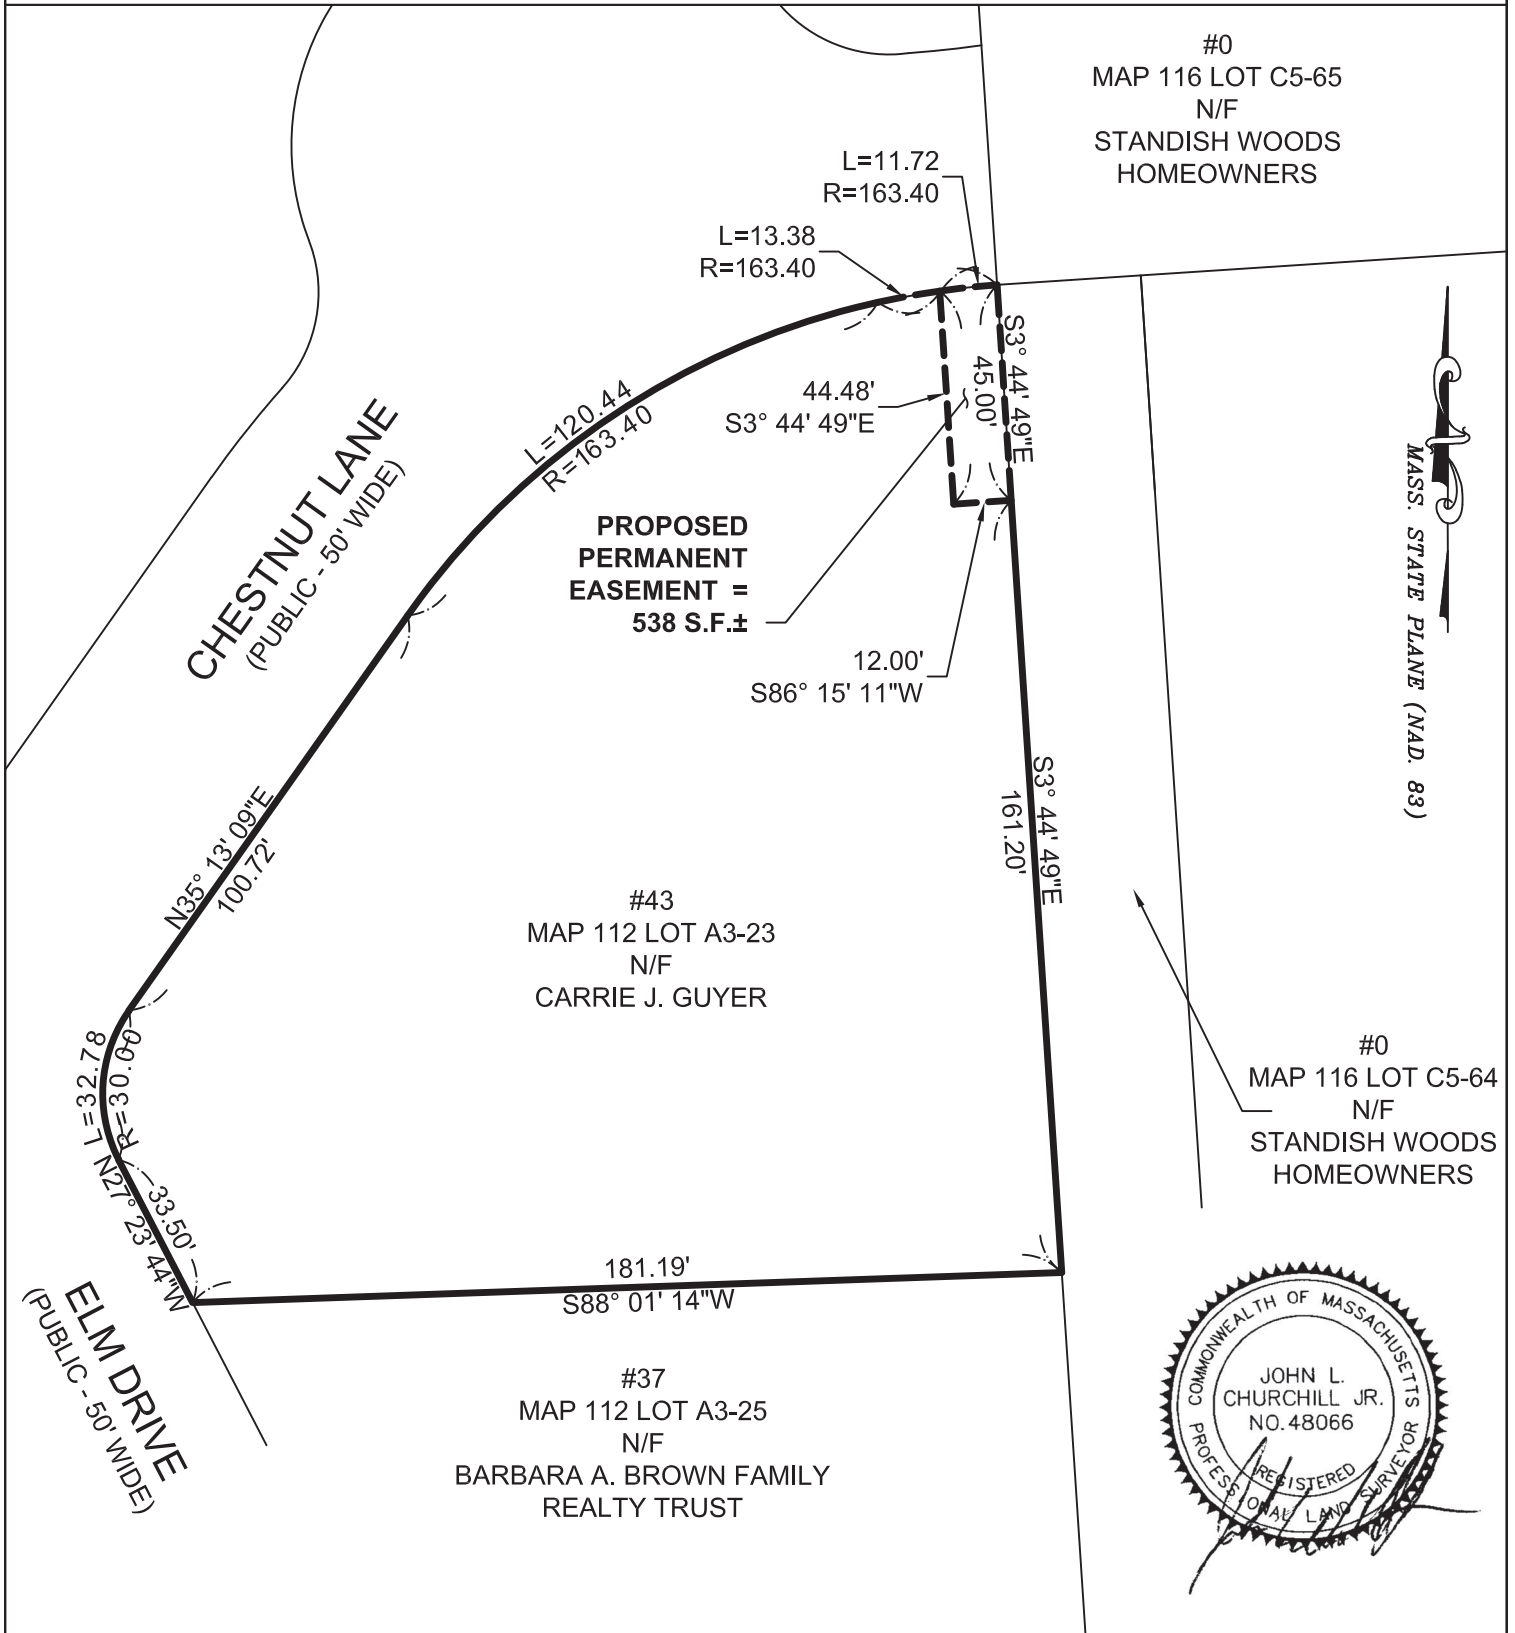 #0
MAP 116 LOT C5-65
N/F
STANDISH WOODS
HOMEOWNERS
L=11.72
R=163.40
L=13.38
R=163.40
S3° 44' 49"E
45.00'
44.48'
S3° 44' 49"E
L=120.44
R=163.40
CHESTNUT LANE
(PUBLIC - 50' WIDE)
PROPOSED
PERMANENT
EASEMENT =
538 S.F.±
12.00'
S86° 15' 11"W
MASS. STATE PLANE (NAD. 83)
N35° 13' 09"E
100.72'
S3° 44' 49"E
161.20'
#43
MAP 112 LOT A3-23
N/F
CARRIE J. GUYER
L=32.78
R=30.00
#0
MAP 116 LOT C5-64
N/F
STANDISH WOODS
HOMEOWNERS
33.50'
N27° 23' 44"W
181.19'
S88° 01' 14"W
ELM DRIVE
(PUBLIC - 50' WIDE)
#37
MAP 112 LOT A3-25
N/F
BARBARA A. BROWN FAMILY
REALTY TRUST
COMMONWEALTH OF MASSACHUSETTS
JOHN L.
CHURCHILL JR.
NO. 48066
REGISTERED
PROFESSIONAL LAND SURVEYOR